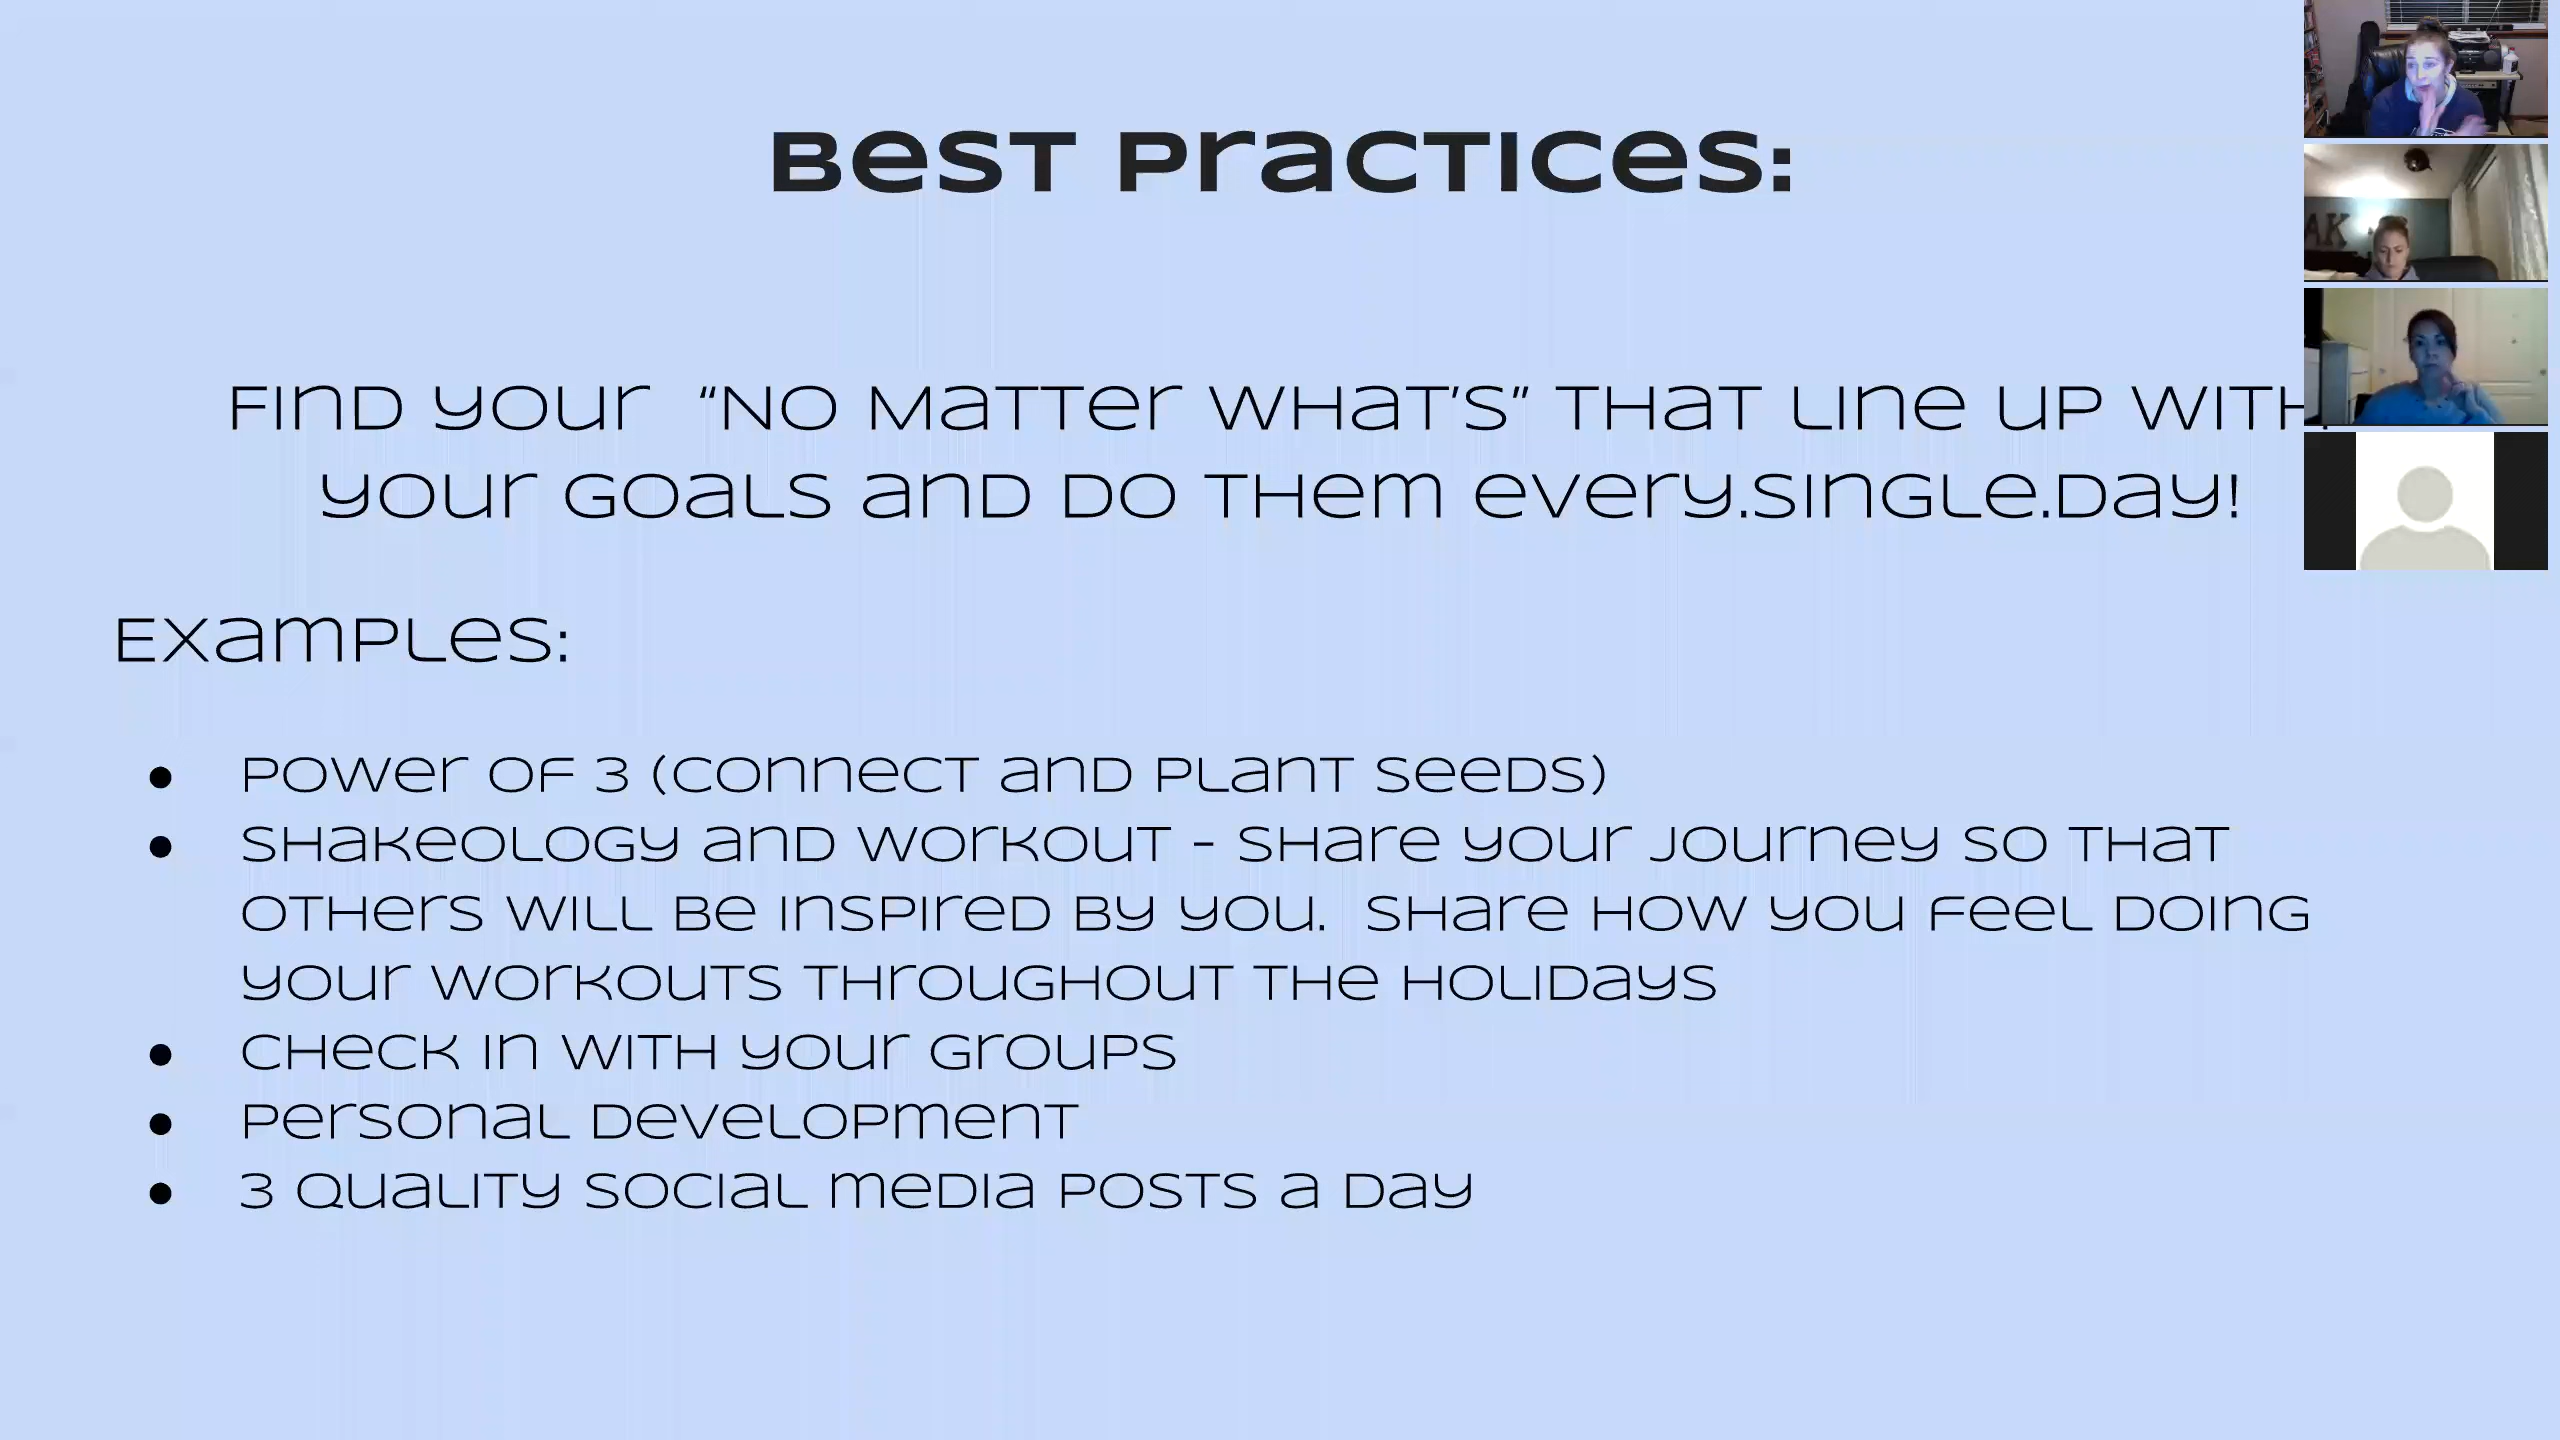 Best Practices:
Find your  “No Matter What’s” that line up with
your goals and do them every.single.day!
Examples:
● Power of 3 (connect and plant seeds)
● Shakeology and workout - share your journey so that
others will be inspired by you.  Share how you feel doing
your workouts throughout the holidays
● Check in with your groups
● Personal development
● 3 quality social media posts a day
AK